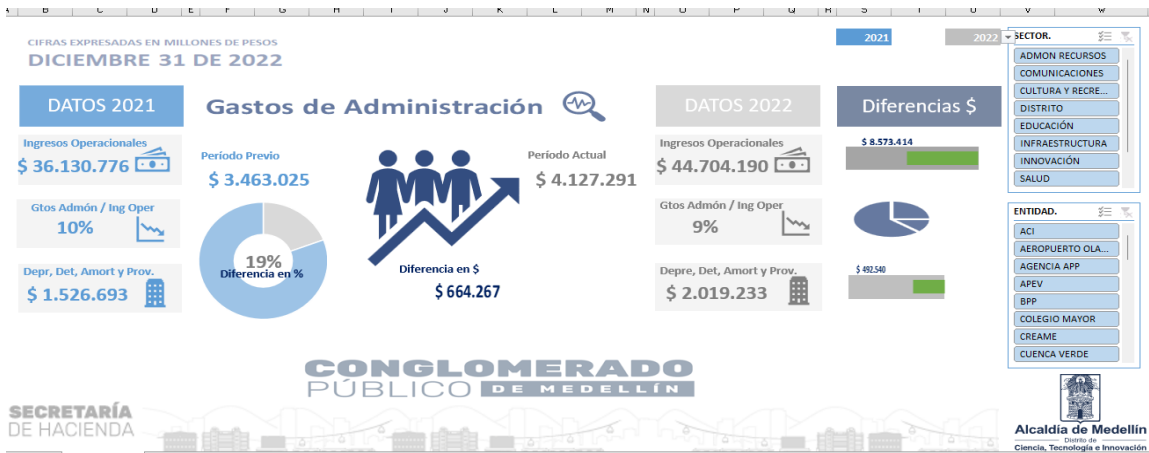 CIFRAS EXPRESADAS EN MILLONES DE PESOS
DICIEMBRE 31 DE 2022
2021
2022
DATOS 2021
Gastos de Administración
DATOS 2022
Diferencias $
Ingresos Operacionales
$ 36.130.776
Período Previo
$ 3.463.025
Período Actual
$ 4.127.291
Ingresos Operacionales
$ 44.704.190
$ 8.573.414
Gtos Admón / Ing Oper
10%
19%
Diferencia en %
Diferencia en $
$ 664.267
Gtos Admón / Ing Oper
9%
Depr, Det, Amort y Prov.
$ 1.526.693
Depre, Det, Amort y Prov.
$ 2.019.233
$ 492.540
SECTOR.
ADMON RECURSOS
COMUNICACIONES
CULTURA Y RECRE...
DISTRITO
EDUCACIÓN
INFRAESTRUCTURA
INNOVACIÓN
SALUD
ENTIDAD.
ACI
AEROPUERTO OLA...
AGENCIA APP
APEV
BPP
COLEGIO MAYOR
CREAME
CUENCA VERDE
CONGLOMERADO
PÚBLICO DE MEDELLÍN
SECRETARÍA
DE HACIENDA
Alcaldía de Medellín
Distrito de
Ciencia, Tecnología e Innovación